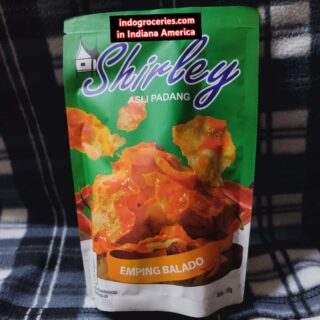 indogroceries.com
in Indiana America
Shirley
ASLI PADANG
EMPING BALADO